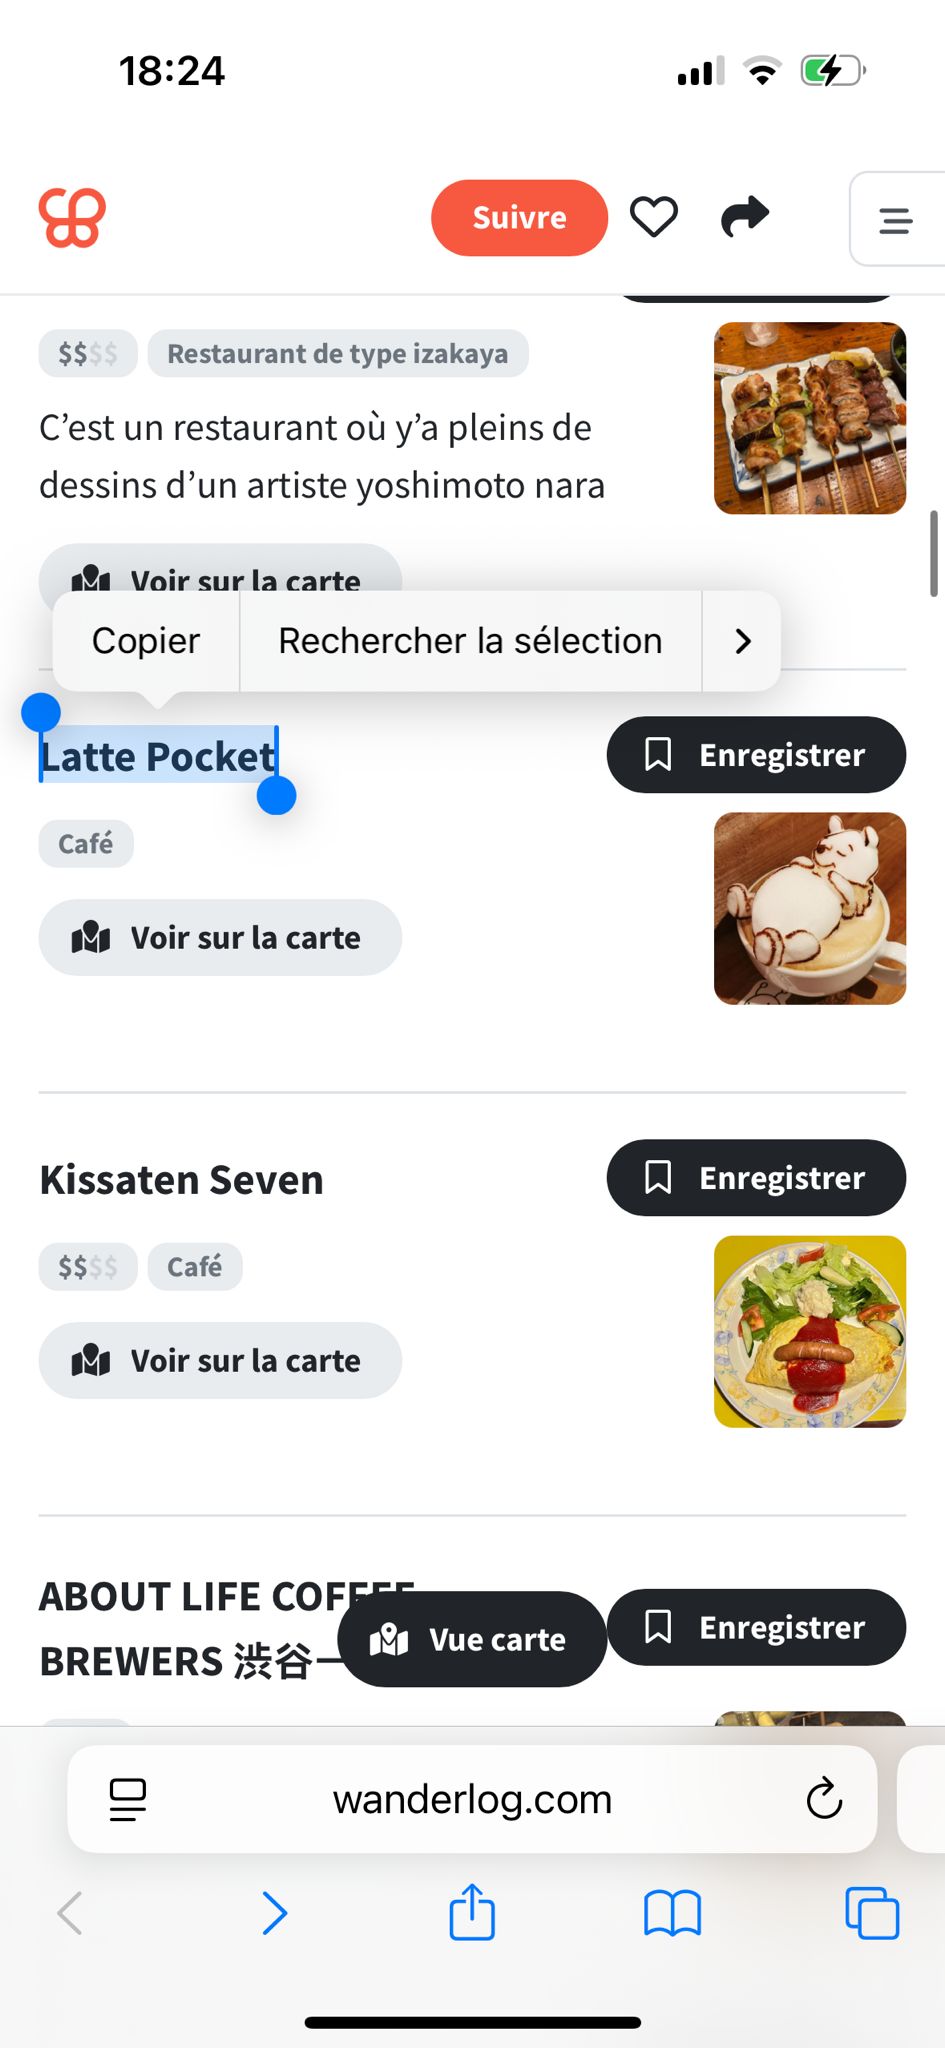 18:24
Suivre
$$$$
Restaurant de type izakaya
C’est un restaurant où y’a pleins de
dessins d’un artiste yoshimoto nara
Voir sur la carte
Copier
Rechercher la sélection
Latte Pocket
Enregistrer
Café
Voir sur la carte
Kissaten Seven
Enregistrer
$$$$
Café
Voir sur la carte
ABOUT LIFE COFFEE
BREWERS 渋谷一
Vue carte
Enregistrer
wanderlog.com